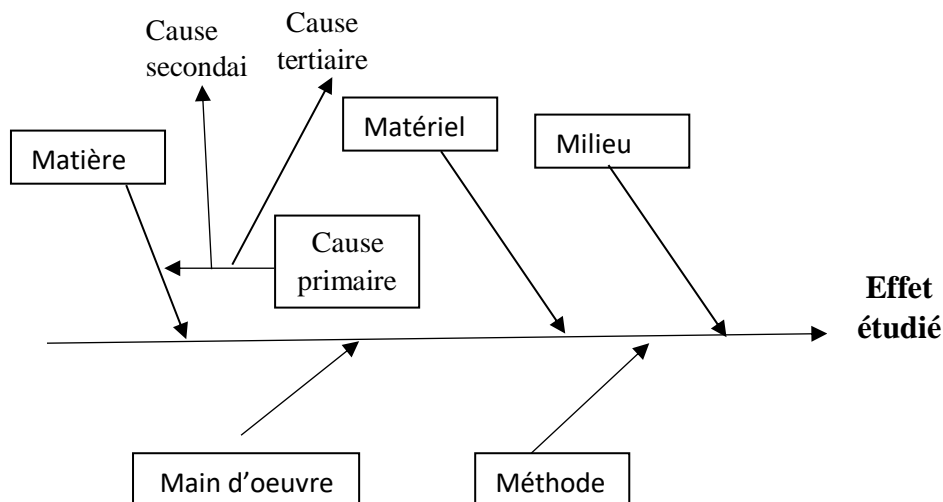 Cause
secondai
Cause
tertiaire
Matière
Matériel
Milieu
Cause
primaire
Effet
étudié
Main d'oeuvre
Méthode